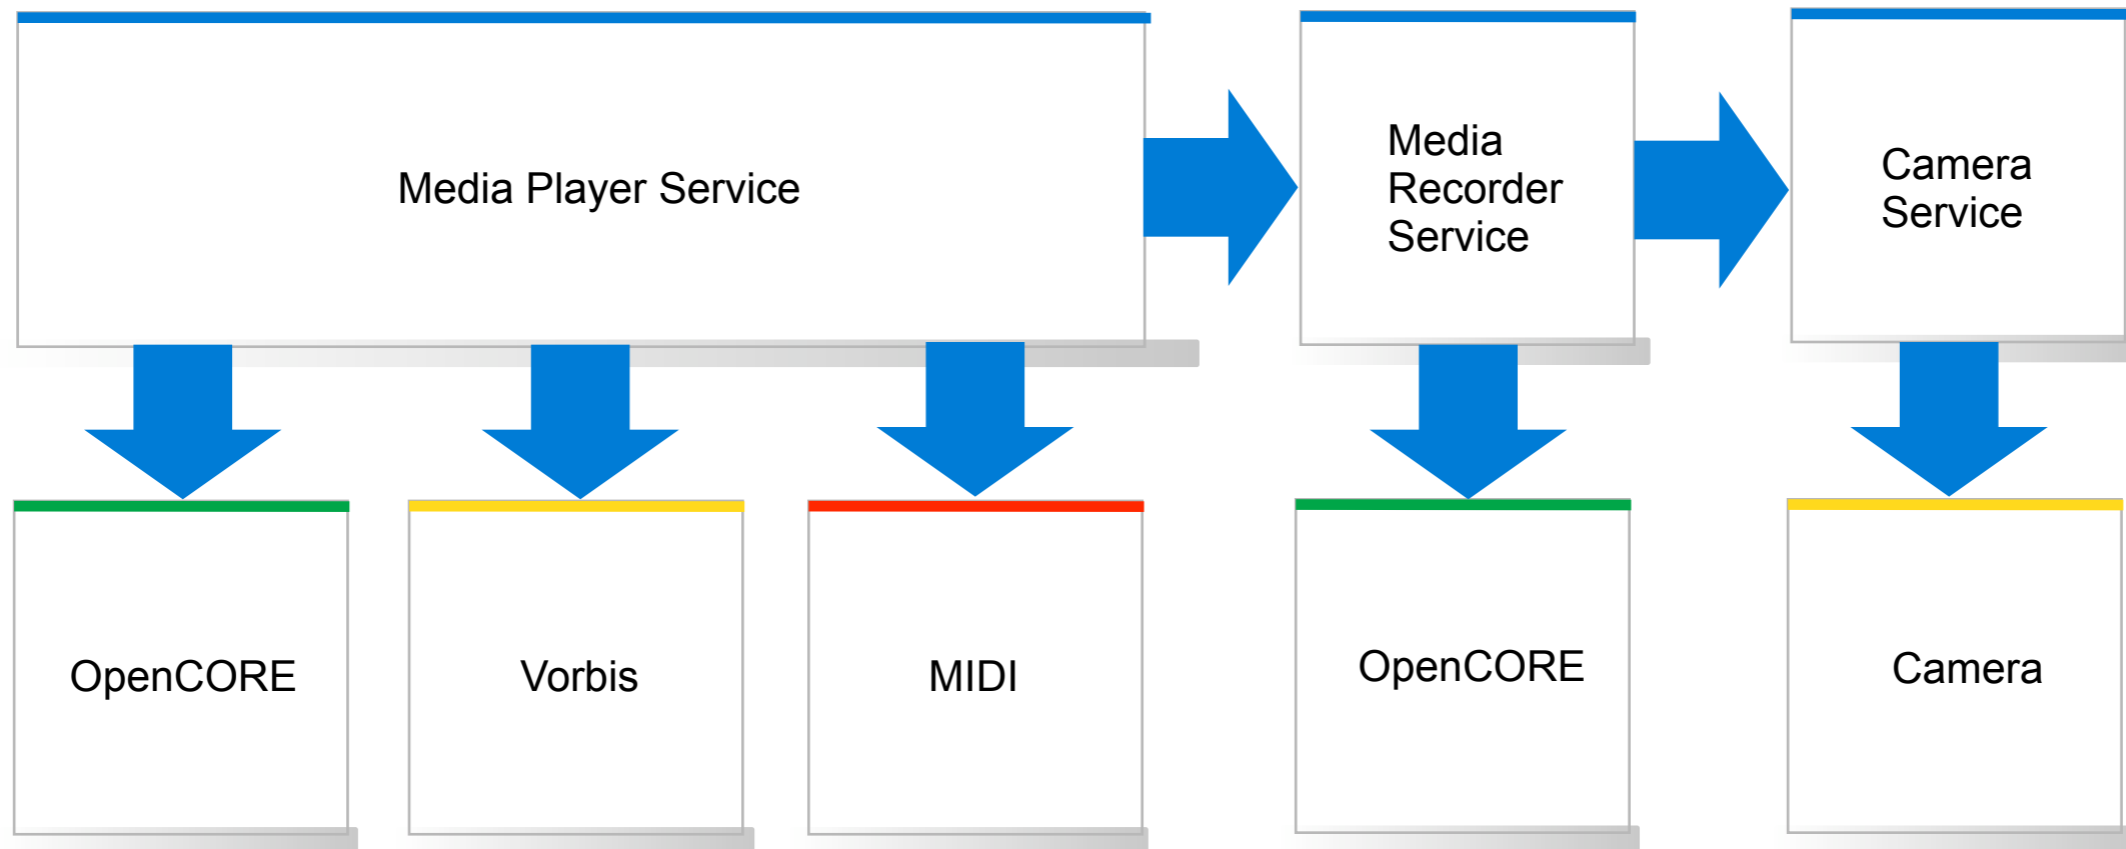 Media Player Service
Media
Recorder
Service
Camera
Service
OpenCORE
Vorbis
MIDI
OpenCORE
Camera